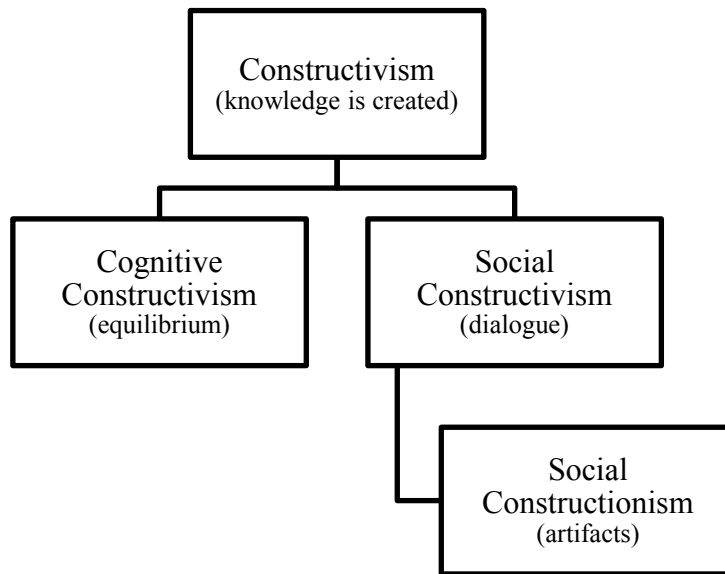 Constructivism
(knowledge is created)
Cognitive
Constructivism
(equilibrium)
Social
Constructivism
(dialogue)
Social
Constructionism
(artifacts)